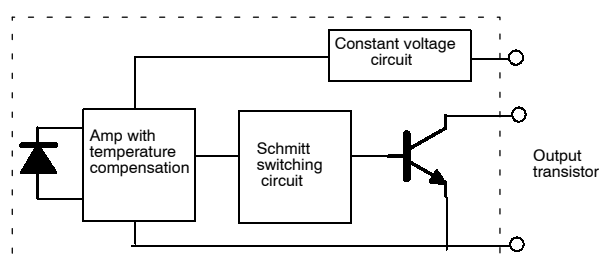 Constant voltage
circuit
Amp with
temperature
compensation
Schmitt
switching
circuit
Output
transistor